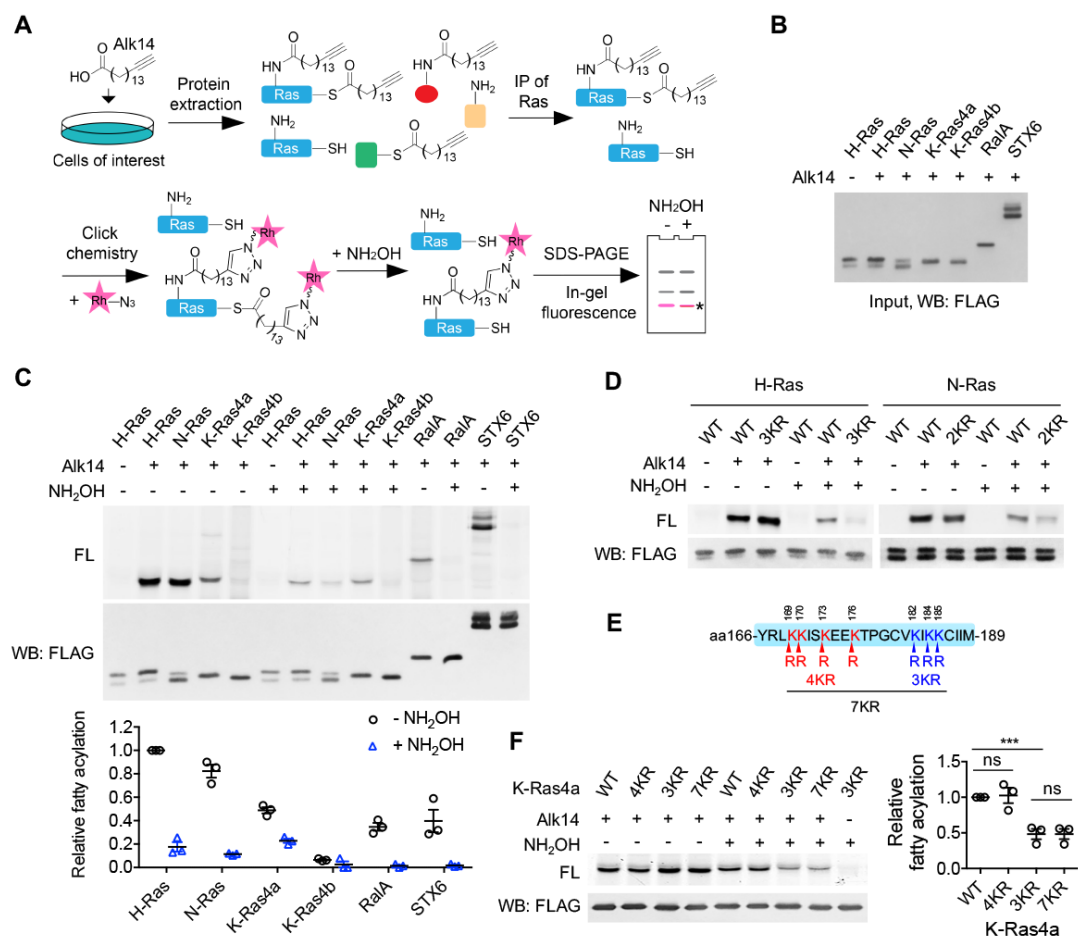 A
Alk14
O
HO
13
Cells of interest
Protein
extraction
O
HN
13
O
Ras
S
13
NH2
Ras
SH
O
HN
13
NH2
O
S
13
IP of
Ras
O
HN
13
O
Ras
S
13
NH2
Ras
SH
Click
chemistry
+ Rh N3
NH2
Ras
SH
Rh
O
N
N
N
13
HN
O
Ras
S
Rh
N
N
N
13
+ NH2OH
NH2
Ras
SH
Rh
O
N
N
N
13
HN
Ras
SH
SDS-PAGE
In-gel
fluorescence
NH2OH
- +
*
B
H-Ras H-Ras N-Ras K-Ras4a K-Ras4b RalA STX6
Alk14 - + + + + + +
Input, WB: FLAG
C
H-Ras H-Ras N-Ras K-Ras4a K-Ras4b H-Ras H-Ras N-Ras K-Ras4a K-Ras4b RalA RalA STX6 STX6
Alk14 - + + + + - + + + + + + + +
NH2OH - - - - - + + + + + - + - +
FL
WB: FLAG
- NH2OH
+ NH2OH
Relative fatty acylation
1.2
1.0
0.8
0.6
0.4
0.2
0.0
H-Ras N-Ras K-Ras4a K-Ras4b RalA STX6
D
H-Ras N-Ras
WT WT 3KR WT WT 3KR WT WT 2KR WT WT 2KR
Alk14 - + + - + + - + + - + +
NH2OH - - - + + + - - - + + +
FL
WB: FLAG
E
169 170 173 176 182 184 185
aa166-YRLKKISKEEKTPGCVKIKKCIIM-189
RR R R R RR
4KR 3KR
7KR
F
K-Ras4a WT 4KR 3KR 7KR WT 4KR 3KR 7KR 3KR
Alk14 + + + + + + + + -
NH2OH - - - - + + + + +
FL
WB: FLAG
Relative
fatty acylation
1.5
1.0
0.5
0.0
***
ns
ns
WT 4KR 3KR 7KR
K-Ras4a